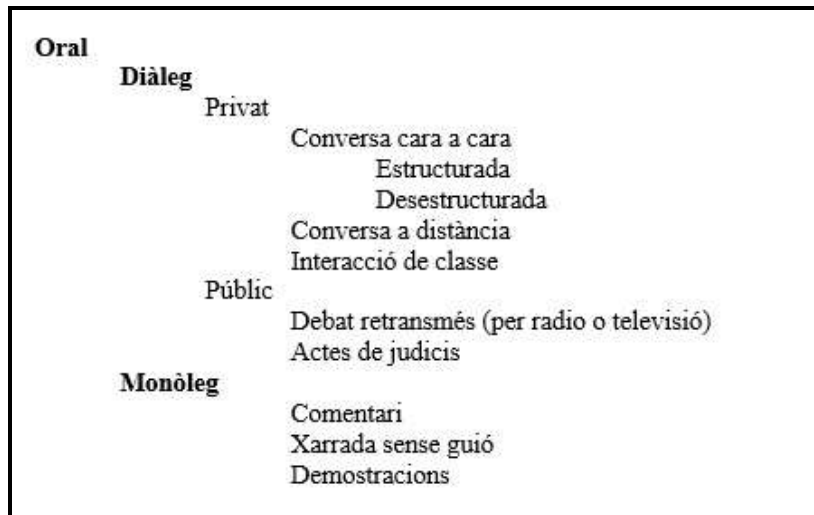 Oral
Diàleg
Privat
Conversa cara a cara
Estructurada
Desestructurada
Conversa a distància
Interacció de classe
Públic
Debat retransmés (per radio o televisió)
Actes de judicis
Monòleg
Comentari
Xarrada sense guió
Demostracions